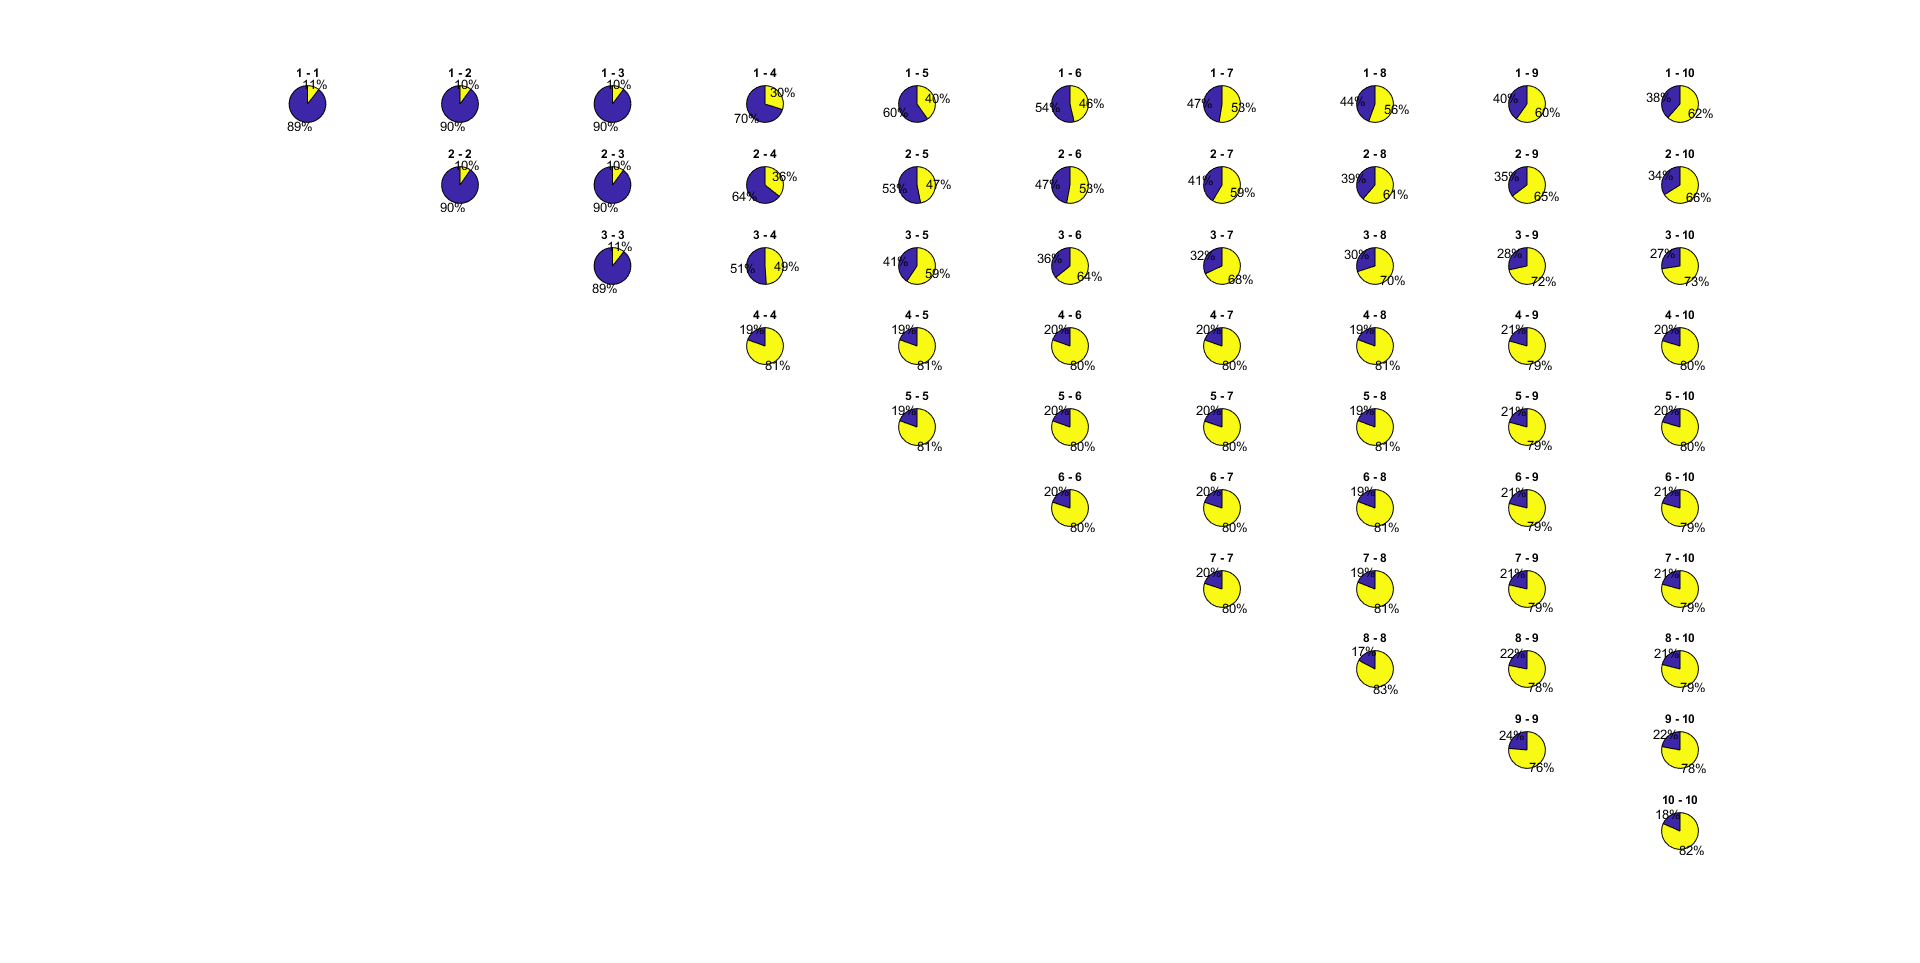 1 - 1 1 - 2 1 - 3 1 - 4 1 - 5 1 - 6 1 - 7 1 - 8 1 - 9 1 - 10
11% 10% 10% 30% 40% 46% 53% 56% 60% 62%
89% 90% 90% 70% 60% 54% 47% 44% 40% 38%
2 - 2 2 - 3 2 - 4 2 - 5 2 - 6 2 - 7 2 - 8 2 - 9 2 - 10
10% 10% 36% 47% 53% 59% 61% 65% 66%
90% 90% 64% 53% 47% 41% 39% 35% 34%
3 - 3 3 - 4 3 - 5 3 - 6 3 - 7 3 - 8 3 - 9 3 - 10
11% 49% 59% 64% 68% 70% 72% 73%
89% 51% 41% 36% 32% 30% 28% 27%
4 - 4 4 - 5 4 - 6 4 - 7 4 - 8 4 - 9 4 - 10
19% 19% 20% 20% 19% 21% 20%
81% 81% 80% 80% 81% 79% 80%
5 - 5 5 - 6 5 - 7 5 - 8 5 - 9 5 - 10
19% 20% 20% 19% 21% 20%
81% 80% 80% 81% 79% 80%
6 - 6 6 - 7 6 - 8 6 - 9 6 - 10
20% 20% 19% 21% 21%
80% 80% 81% 79% 79%
7 - 7 7 - 8 7 - 9 7 - 10
20% 19% 21% 21%
80% 81% 79% 79%
8 - 8 8 - 9 8 - 10
17% 22% 21%
83% 78% 79%
9 - 9 9 - 10
24% 22%
76% 78%
10 - 10
18%
82%